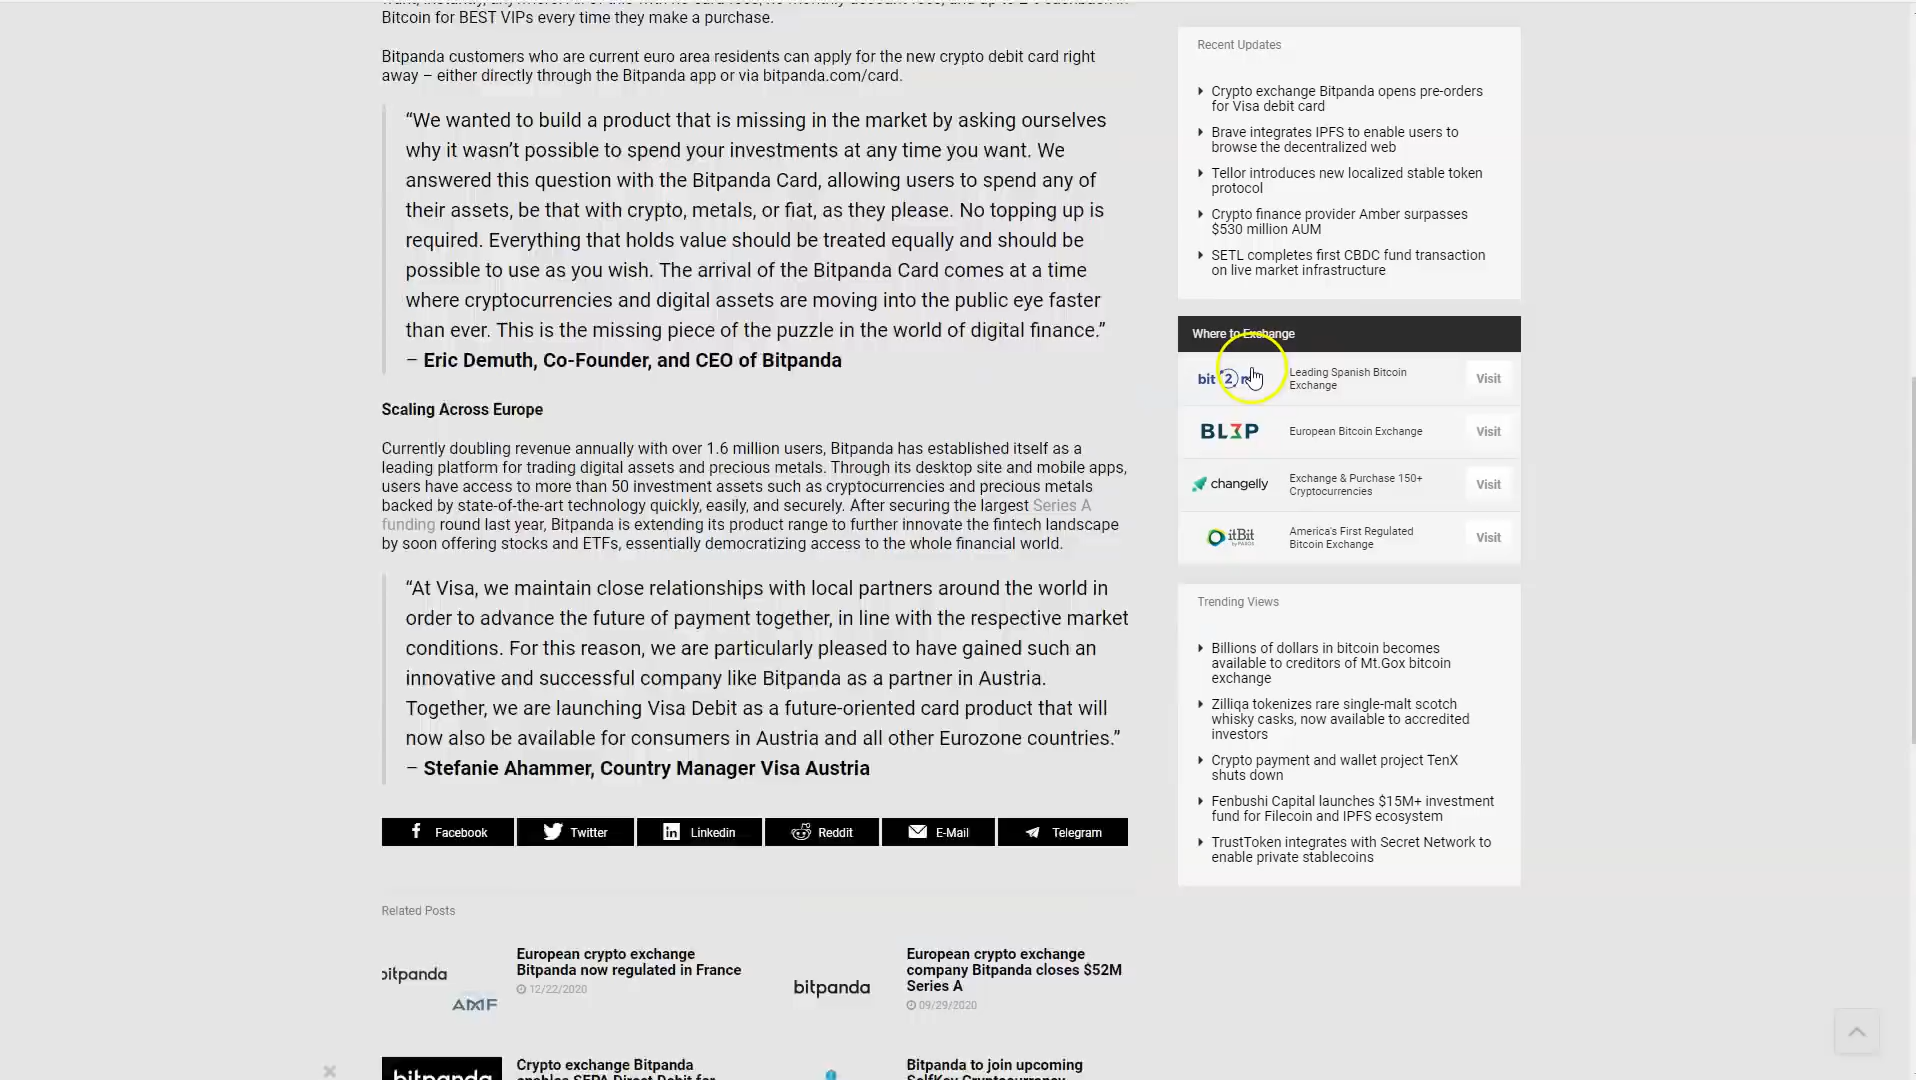 Bitcoin for BEST VIPs every time they make a purchase.
Bitpanda customers who are current euro area residents can apply for the new crypto debit card right
away – either directly through the Bitpanda app or via bitpanda.com/card.
“We wanted to build a product that is missing in the market by asking ourselves
why it wasn’t possible to spend your investments at any time you want. We
answered this question with the Bitpanda Card, allowing users to spend any of
their assets, be that with crypto, metals, or fiat, as they please. No topping up is
required. Everything that holds value should be treated equally and should be
possible to use as you wish. The arrival of the Bitpanda Card comes at a time
where cryptocurrencies and digital assets are moving into the public eye faster
than ever. This is the missing piece of the puzzle in the world of digital finance.”
– Eric Demuth, Co-Founder, and CEO of Bitpanda
Scaling Across Europe
Currently doubling revenue annually with over 1.6 million users, Bitpanda has established itself as a
leading platform for trading digital assets and precious metals. Through its desktop site and mobile apps,
users have access to more than 50 investment assets such as cryptocurrencies and precious metals
backed by state-of-the-art technology quickly, easily, and securely. After securing the largest Series A
funding round last year, Bitpanda is extending its product range to further innovate the fintech landscape
by soon offering stocks and ETFs, essentially democratizing access to the whole financial world.
“At Visa, we maintain close relationships with local partners around the world in
order to advance the future of payment together, in line with the respective market
conditions. For this reason, we are particularly pleased to have gained such an
innovative and successful company like Bitpanda as a partner in Austria.
Together, we are launching Visa Debit as a future-oriented card product that will
now also be available for consumers in Austria and all other Eurozone countries.”
– Stefanie Ahammer, Country Manager Visa Austria
Facebook
Twitter
Linkedin
Reddit
E-Mail
Telegram
Related Posts
bitpanda
AMF
European crypto exchange
Bitpanda now regulated in France
12/22/2020
bitpanda
European crypto exchange
company Bitpanda closes $52M
Series A
09/29/2020
bitpanda
Crypto exchange Bitpanda
enables SEPA Direct Debit for
Bitpanda to join upcoming
SelfKey Cryptocurrency
Recent Updates
Crypto exchange Bitpanda opens pre-orders
for Visa debit card
Brave integrates IPFS to enable users to
browse the decentralized web
Tellor introduces new localized stable token
protocol
Crypto finance provider Amber surpasses
$530 million AUM
SETL completes first CBDC fund transaction
on live market infrastructure
Where to Exchange
bit2m
Leading Spanish Bitcoin
Exchange
Visit
BL3P
European Bitcoin Exchange
Visit
changelly
Exchange & Purchase 150+
Cryptocurrencies
Visit
itBit
by PAXOS
America's First Regulated
Bitcoin Exchange
Visit
Trending Views
Billions of dollars in bitcoin becomes
available to creditors of Mt.Gox bitcoin
exchange
Zilliqa tokenizes rare single-malt scotch
whisky casks, now available to accredited
investors
Crypto payment and wallet project TenX
shuts down
Fenbushi Capital launches $15M+ investment
fund for Filecoin and IPFS ecosystem
TrustToken integrates with Secret Network to
enable private stablecoins